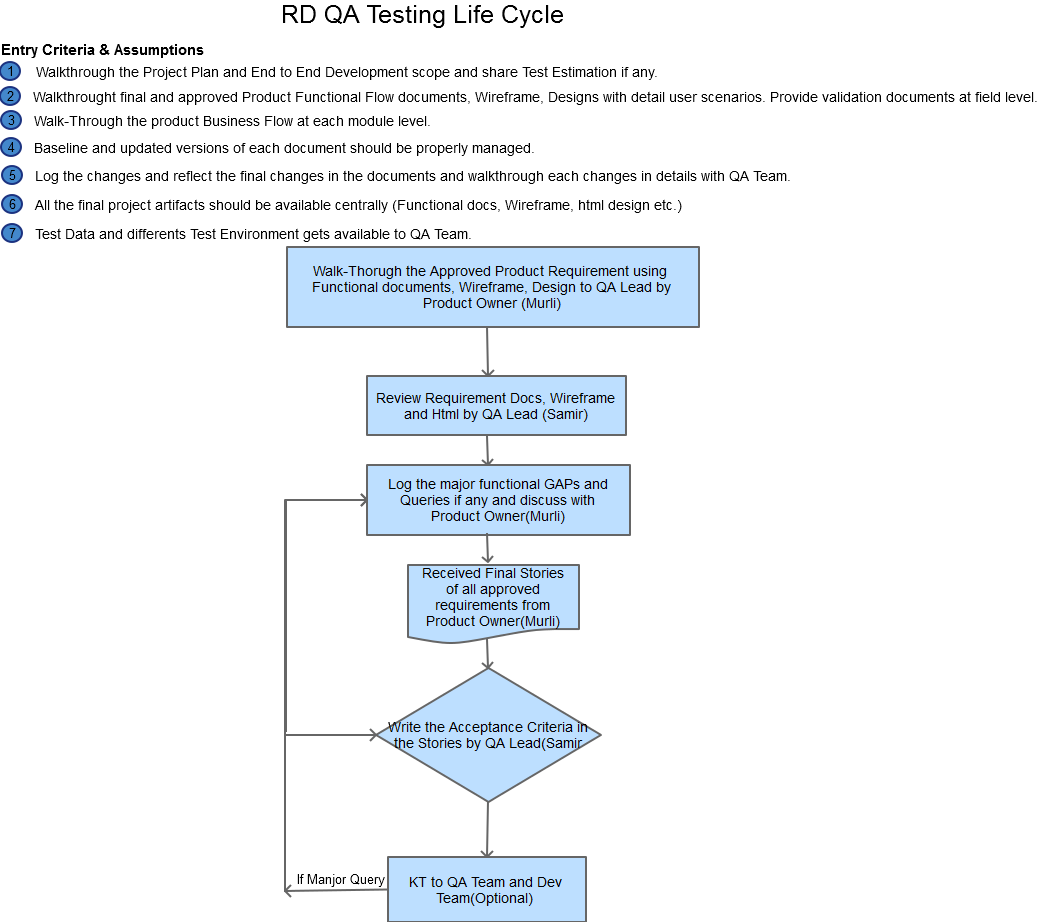 RD QA Testing Life Cycle
Entry Criteria & Assumptions
1 Walkthrough the Project Plan and End to End Development scope and share Test Estimation if any.
2 Walkthrought final and approved Product Functional Flow documents, Wireframe, Designs with detail user scenarios. Provide validation documents at field level.
3 Walk-Through the product Business Flow at each module level.
4 Baseline and updated versions of each document should be properly managed.
5 Log the changes and reflect the final changes in the documents and walkthrough each changes in details with QA Team.
6 All the final project artifacts should be available centrally (Functional docs, Wireframe, html design etc.)
7 Test Data and differents Test Environment gets available to QA Team.
Walk-Thorugh the Approved Product Requirement using
Functional documents, Wireframe, Design to QA Lead by
Product Owner (Murli)
Review Requirement Docs, Wireframe
and Html by QA Lead (Samir)
Log the major functional GAPs and
Queries if any and discuss with
Product Owner(Murli)
Received Final Stories
of all approved
requirements from
Product Owner(Murli)
Write the Acceptance Criteria in
the Stories by QA Lead(Samir
If Manjor Query
KT to QA Team and Dev
Team(Optional)